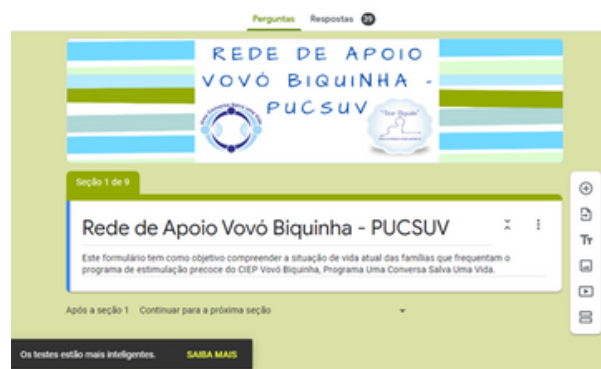 Perguntas Respostas 39
REDE DE APOIO
VOVÓ BIQUINHA -
PUCSUV
Seção 1 de 9
Rede de Apoio Vovó Biquinha - PUCSUV
Este formulário tem como objetivo compreender a situação de vida atual das famílias que frequentam o
programa de estimulação precoce do CIEP Vovó Biquinha, Programa Uma Conversa Salva Uma Vida.
Após a seção 1 Continuar para a próxima seção
Os testes estão mais inteligentes. SAIBA MAIS